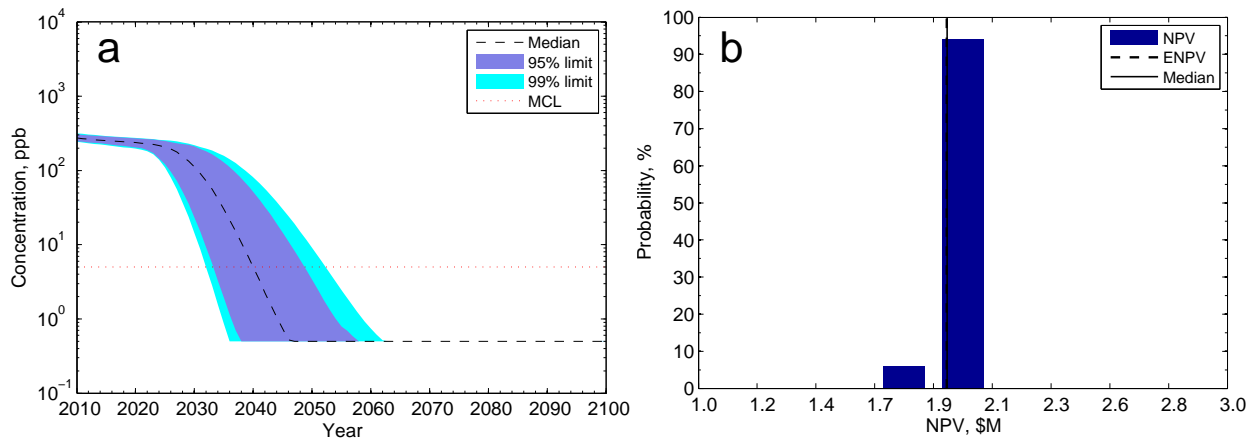 a
Median
95% limit
99% limit
MCL
10^4
10^3
10^2
10^1
10^0
10^-1
Concentration, ppb
2010 2020 2030 2040 2050 2060 2070 2080 2090 2100
Year
b
NPV
ENPV
Median
100
90
80
70
60
50
40
30
20
10
0
Probability, %
1.0 1.2 1.4 1.7 1.9 2.1 2.3 2.6 2.8 3.0
NPV, $M